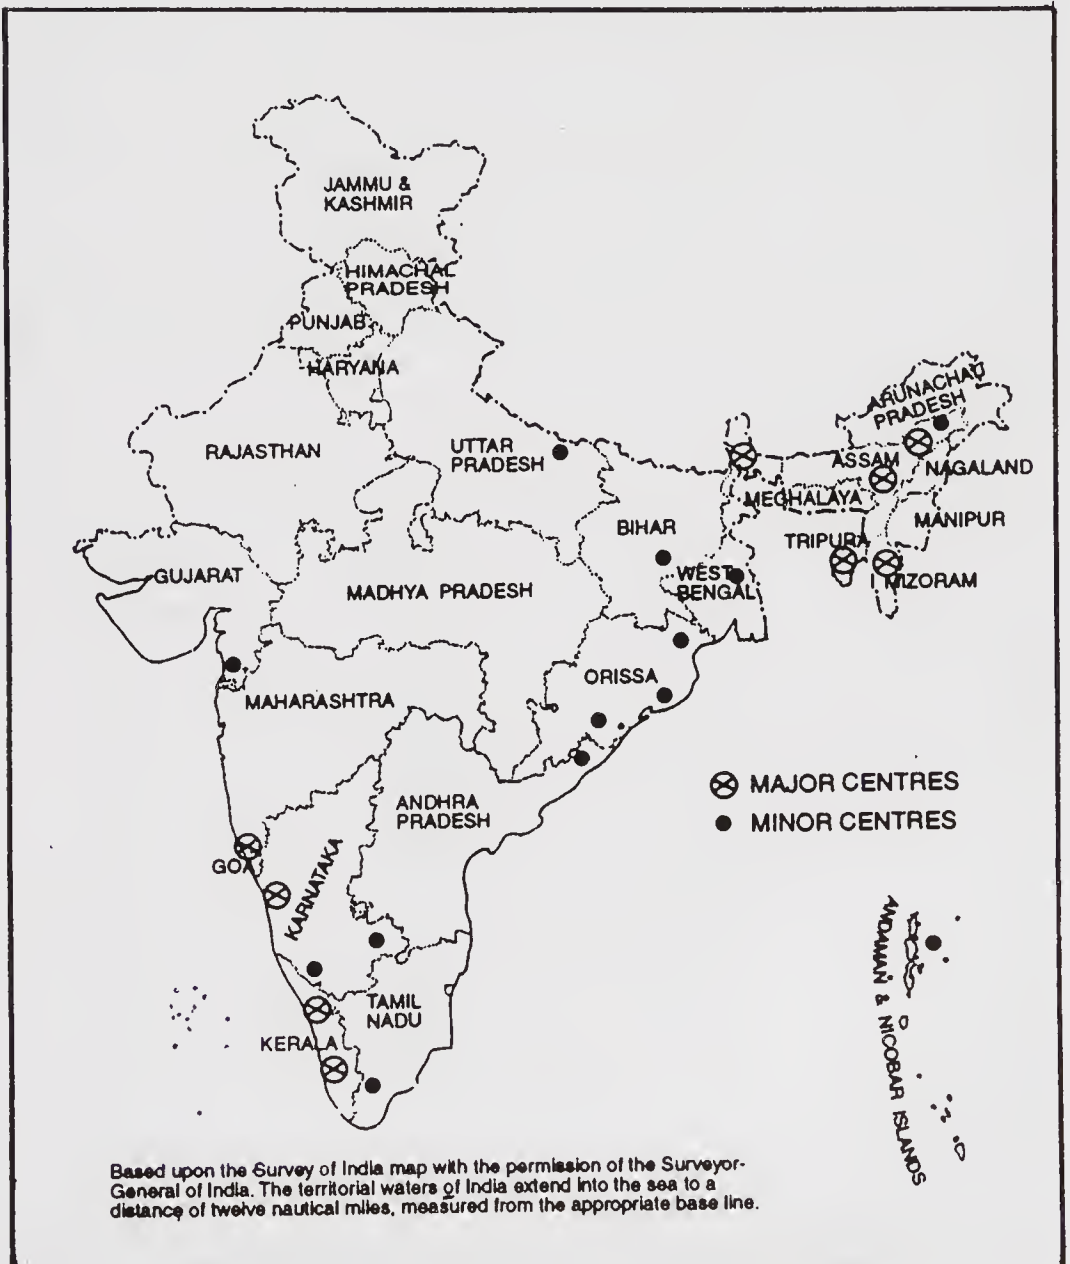 JAMMU &
KASHMIR
HIMACHAL
PRADESH
PUNJAB
HARYANA
ARUNACHAL
PRADESH
RAJASTHAN
UTTAR
PRADESH
ASSAM
NAGALAND
MEGHALAYA
BIHAR
MANIPUR
TRIPURA
GUJARAT
MADHYA PRADESH
WEST
BENGAL
MIZORAM
ORISSA
MAHARASHTRA
MAJOR CENTRES
MINOR CENTRES
ANDHRA
PRADESH
GOA
KARNATAKA
TAMIL
NADU
KERALA
ANDAMAN & NICOBAR ISLANDS
Based upon the Survey of India map with the permission of the Surveyor-
General of India. The territorial waters of India extend into the sea to a
distance of twelve nautical miles, measured from the appropriate base line.